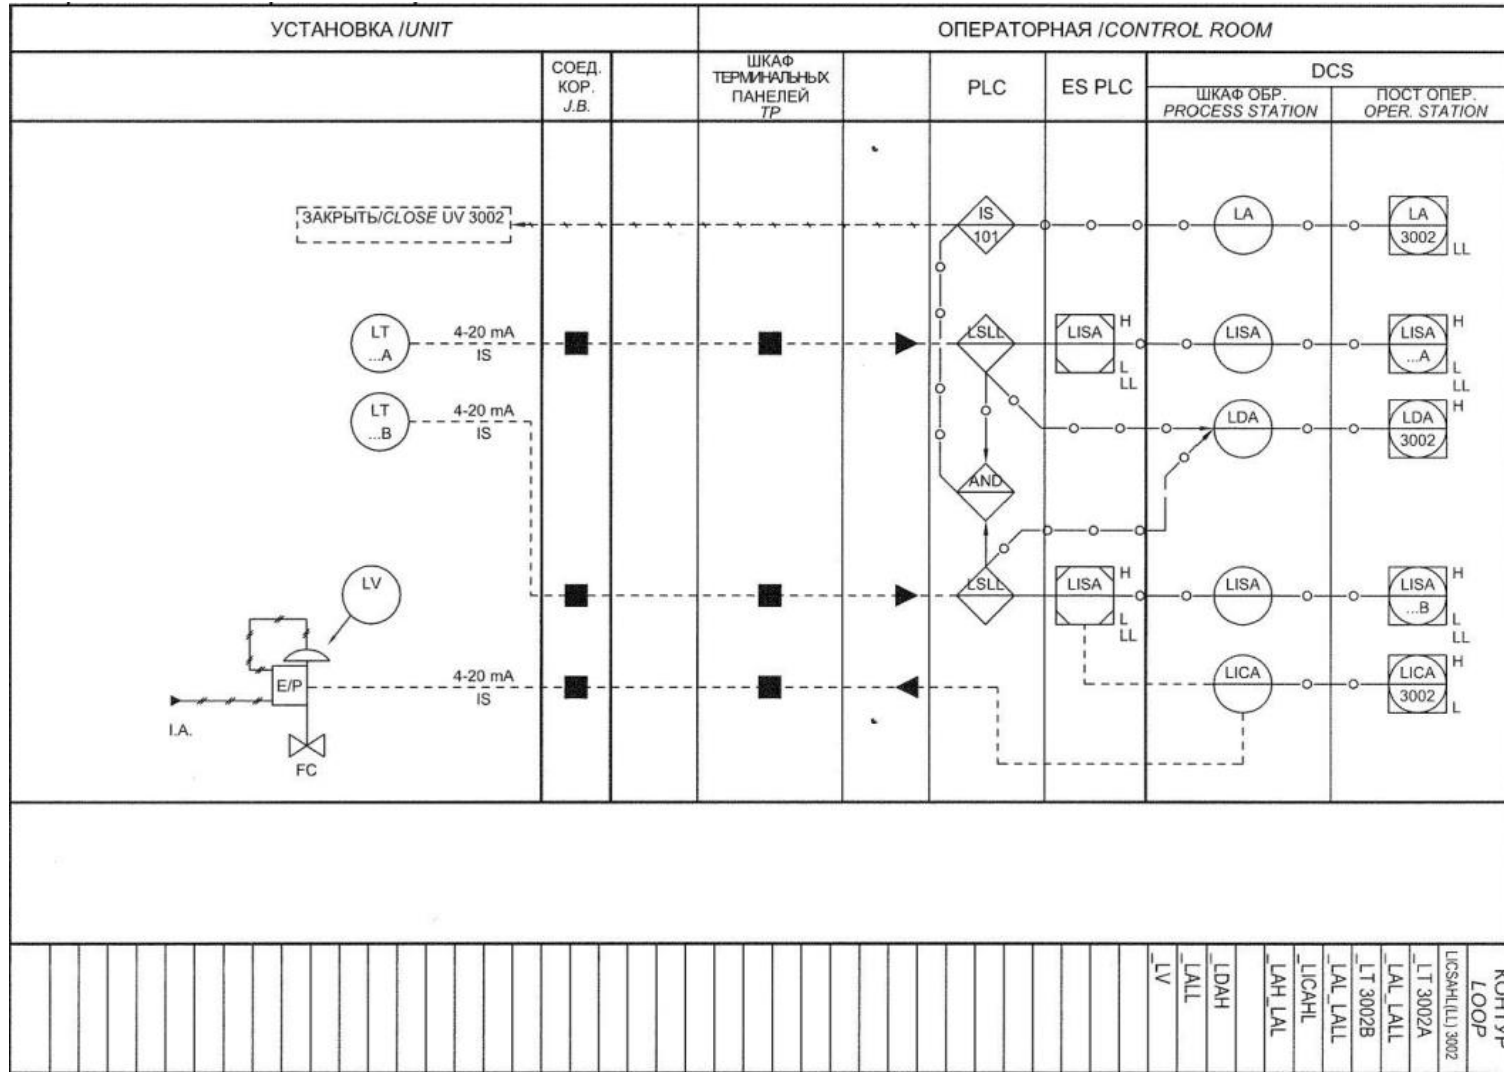 УСТАНОВКА /UNIT
ОПЕРАТОРНАЯ /CONTROL ROOM
СОЕД.
КОР.
J.B.
ШКАФ
ТЕРМИНАЛЬНЫХ
ПАНЕЛЕЙ
TP
PLC
ES PLC
DCS
ШКАФ ОБР.
PROCESS STATION
ПОСТ ОПЕР.
OPER. STATION
ЗАКРЫТЬ/CLOSE UV 3002
IS
101
LA
LA
3002
LL
LT
...A
4-20 mA
IS
LSLL
LISA
H
L
LL
LISA
LISA
...A
H
L
LL
LT
...B
4-20 mA
IS
LDA
LDA
3002
H
AND
LV
LSLL
LISA
H
L
LL
LISA
LISA
...B
H
L
LL
E/P
4-20 mA
IS
LICA
LICA
3002
H
L
I.A.
FC
КОНТУР
LOOP
LICSAHL(LL) 3002
_LT 3002A
_LAL_LALL
_LT 3002B
_LAL_LALL
_LICAHL
_LAH_LAL
_LDAH
_LALL
_LV